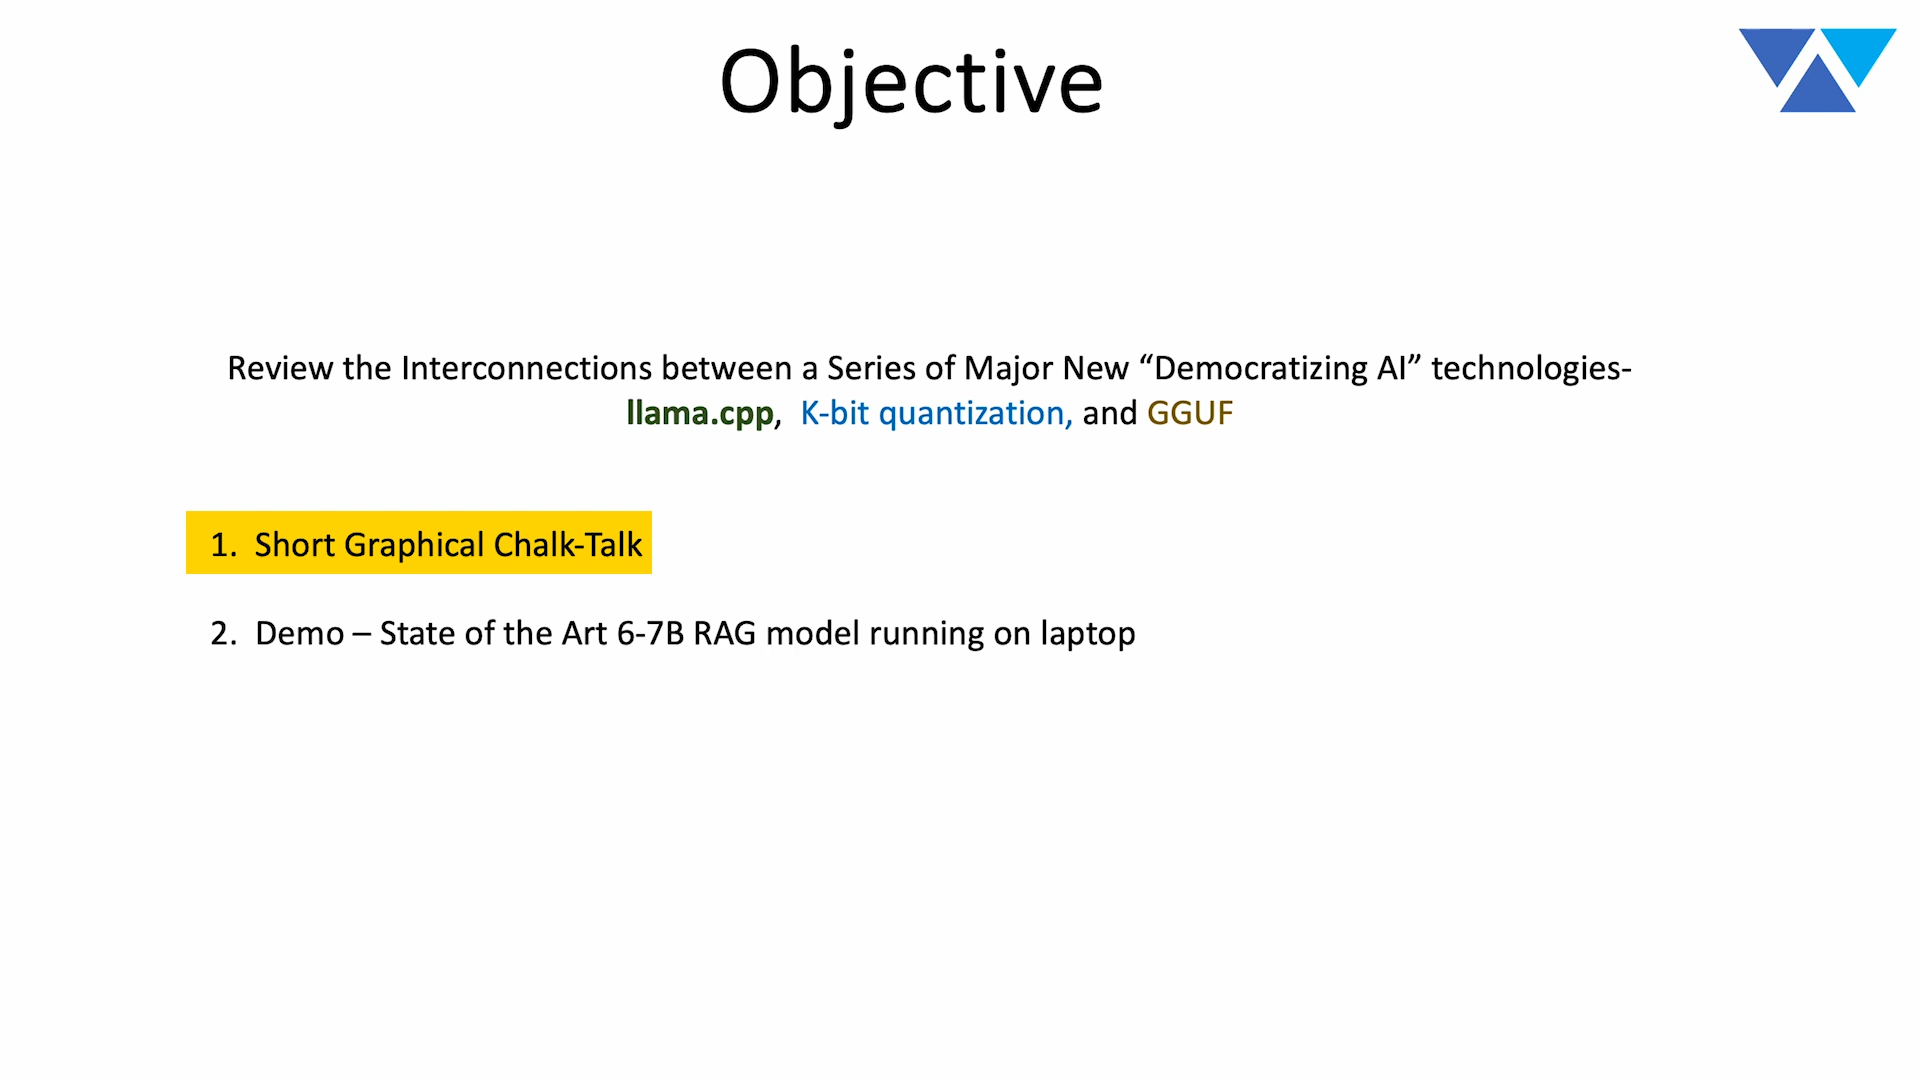 Objective
Review the Interconnections between a Series of Major New “Democratizing AI” technologies-
llama.cpp, K-bit quantization, and GGUF
1. Short Graphical Chalk-Talk
2. Demo – State of the Art 6-7B RAG model running on laptop